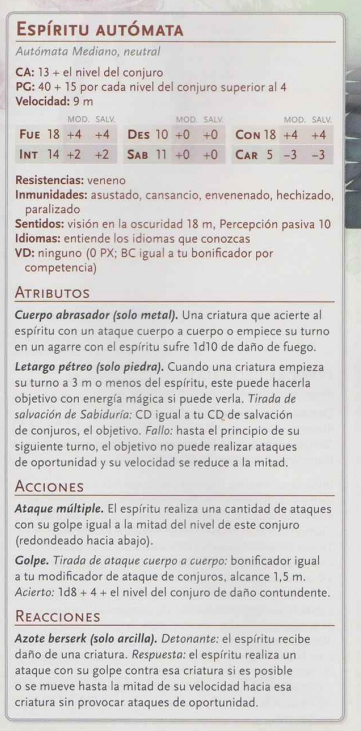 ESPÍRITU AUTÓMATA
Autómata Mediano, neutral
CA: 13 + el nivel del conjuro
PG: 40 + 15 por cada nivel del conjuro superior al 4
Velocidad: 9 m
MOD. SALV. MOD. SALV. MOD. SALV.
FUE 18 +4 +4 DES 10 +0 +0 CON 18 +4 +4
INT 14 +2 +2 SAB 11 +0 +0 CAR 5 −3 −3
Resistencias: veneno
Inmunidades: asustado, cansancio, envenenado, hechizado,
paralizado
Sentidos: visión en la oscuridad 18 m, Percepción pasiva 10
Idiomas: entiende los idiomas que conozcas
VD: ninguno (0 PX; BC igual a tu bonificador por
competencia)
ATRIBUTOS
Cuerpo abrasador (solo metal). Una criatura que acierte al
espíritu con un ataque cuerpo a cuerpo o empiece su turno
en un agarre con el espíritu sufre 1d10 de daño de fuego.
Letargo pétreo (solo piedra). Cuando una criatura empieza
su turno a 3 m o menos del espíritu, este puede hacerla
objetivo con energía mágica si puede verla. Tirada de
salvación de Sabiduría: CD igual a tu CD de salvación
de conjuros, el objetivo. Fallo: hasta el principio de su
siguiente turno, el objetivo no puede realizar ataques
de oportunidad y su velocidad se reduce a la mitad.
ACCIONES
Ataque múltiple. El espíritu realiza una cantidad de ataques
con su golpe igual a la mitad del nivel de este conjuro
(redondeado hacia abajo).
Golpe. Tirada de ataque cuerpo a cuerpo: bonificador igual
a tu modificador de ataque de conjuros, alcance 1,5 m.
Acierto: 1d8 + 4 + el nivel del conjuro de daño contundente.
REACCIONES
Azote berserk (solo arcilla). Detonante: el espíritu recibe
daño de una criatura. Respuesta: el espíritu realiza un
ataque con su golpe contra esa criatura si es posible
o se mueve hasta la mitad de su velocidad hacia esa
criatura sin provocar ataques de oportunidad.